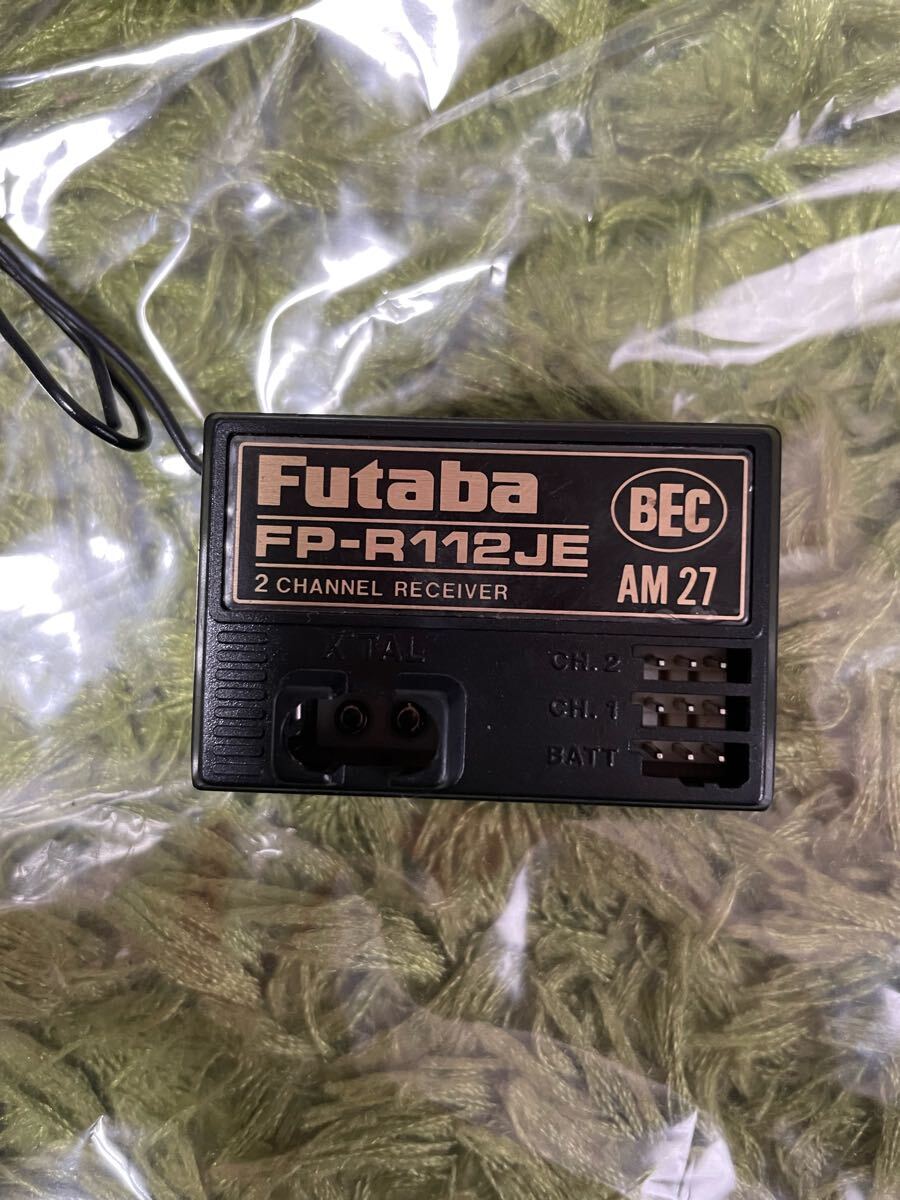 Futaba
BEC
FP-R112JE
2 CHANNEL RECEIVER
AM 27
X'TAL
CH. 2
CH. 1
BATT